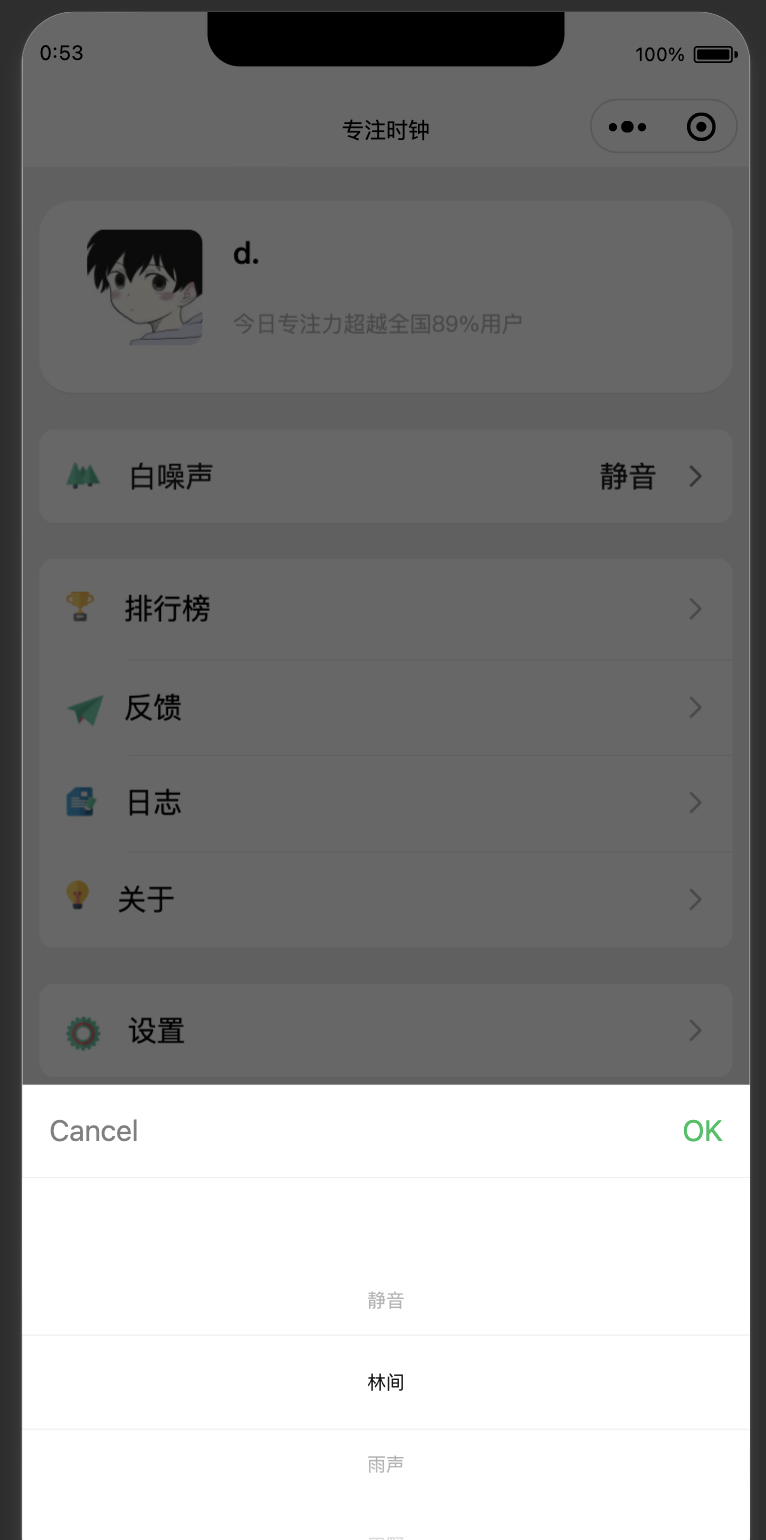 0:53
100%
专注时钟
d.
今日专注力超越全国89%用户
白噪声 静音
排行榜
反馈
日志
关于
设置
Cancel OK
静音
林间
雨声